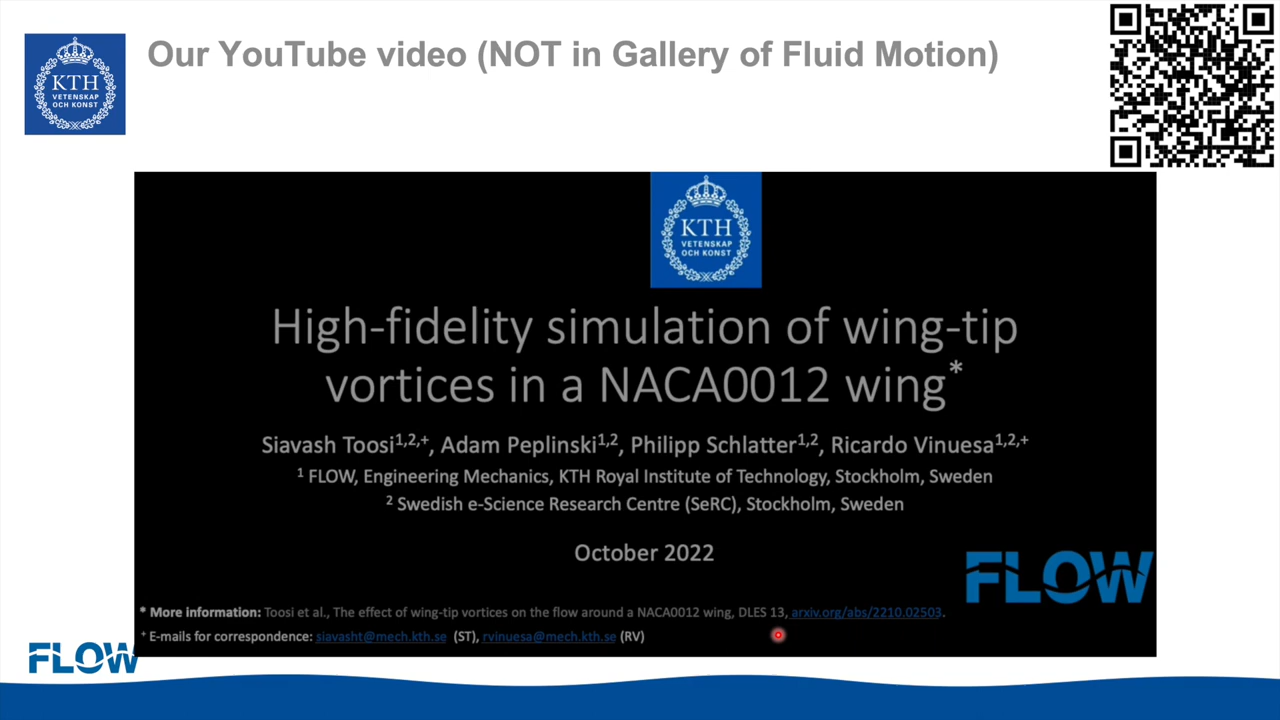 Our YouTube video (NOT in Gallery of Fluid Motion)
KTH
VETENSKAP
OCH KONST
KTH
VETENSKAP
OCH KONST
High-fidelity simulation of wing-tip
vortices in a NACA0012 wing*
Siavash Toosi1,2,+, Adam Peplinski1,2, Philipp Schlatter1,2, Ricardo Vinuesa1,2,+
1 FLOW, Engineering Mechanics, KTH Royal Institute of Technology, Stockholm, Sweden
2 Swedish e-Science Research Centre (SeRC), Stockholm, Sweden
October 2022
FLOW
* More information: Toosi et al., The effect of wing-tip vortices on the flow around a NACA0012 wing, DLES 13, arxiv.org/abs/2210.02503.
+ E-mails for correspondence: siavasht@mech.kth.se (ST), rvinuesa@mech.kth.se (RV)
FLOW